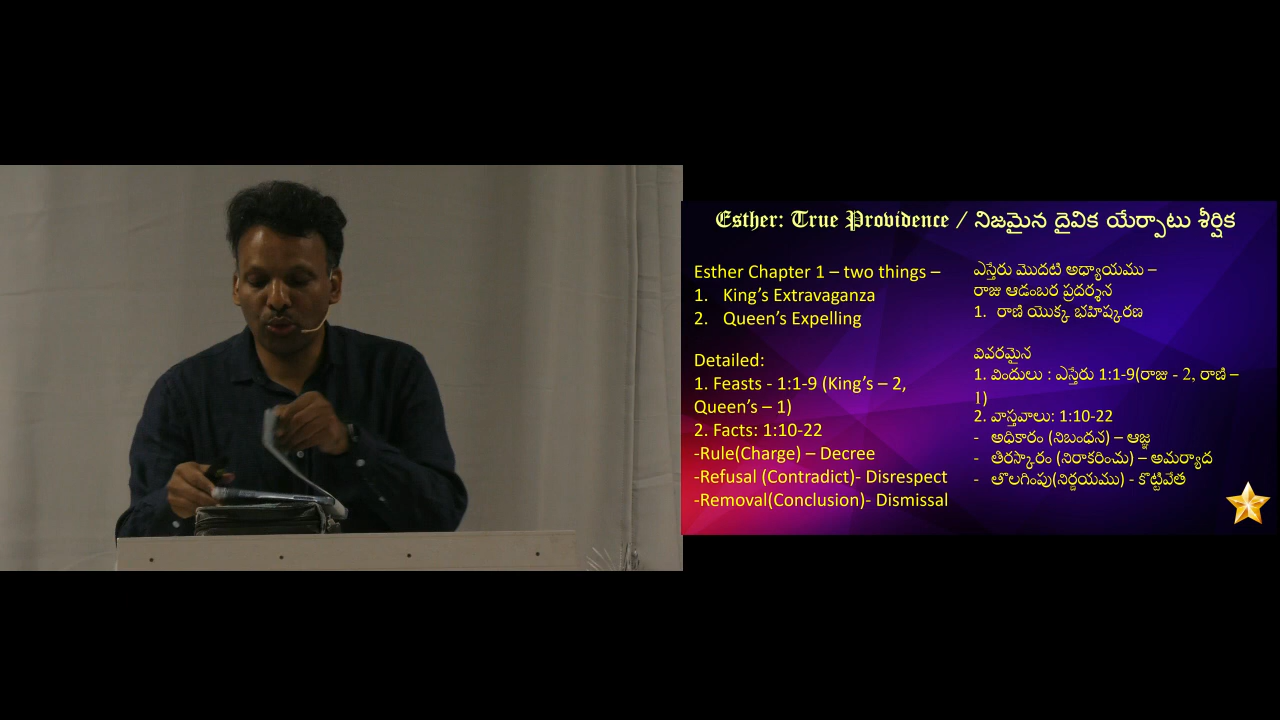 Esther: True Providence / నిజమైన దైవిక యేర్పాటు శీర్షిక
Esther Chapter 1 – two things –
1. King's Extravaganza
2. Queen's Expelling
Detailed:
1. Feasts - 1:1-9 (King's – 2,
Queen's – 1)
2. Facts: 1:10-22
-Rule(Charge) – Decree
-Refusal (Contradict)- Disrespect
-Removal(Conclusion)- Dismissal
ఎస్తేరు మొదటి అధ్యాయము –
రాజు ఆడంబర ప్రదర్శన
1. రాణి యొక్క భహిష్కరణ
వివరమైన
1. విందులు : ఎస్తేరు 1:1-9(రాజు - 2, రాణి –
1)
2. వాస్తవాలు: 1:10-22
- అధికారం (నిబంధన) – ఆజ్ఞ
- తిరస్కారం (నిరాకరించు) – అమర్యాద
- తొలగింపు(నిర్ణయము) - కొట్టివేత